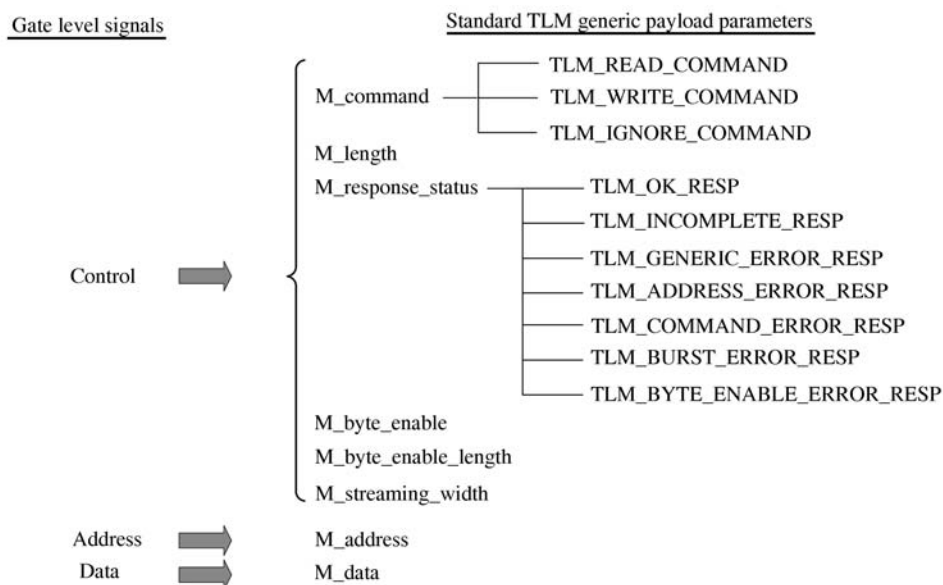 Gate level signals
Standard TLM generic payload parameters
M_command
TLM_READ_COMMAND
TLM_WRITE_COMMAND
TLM_IGNORE_COMMAND
M_length
M_response_status
TLM_OK_RESP
TLM_INCOMPLETE_RESP
TLM_GENERIC_ERROR_RESP
TLM_ADDRESS_ERROR_RESP
TLM_COMMAND_ERROR_RESP
TLM_BURST_ERROR_RESP
TLM_BYTE_ENABLE_ERROR_RESP
Control
M_byte_enable
M_byte_enable_length
M_streaming_width
Address
M_address
Data
M_data